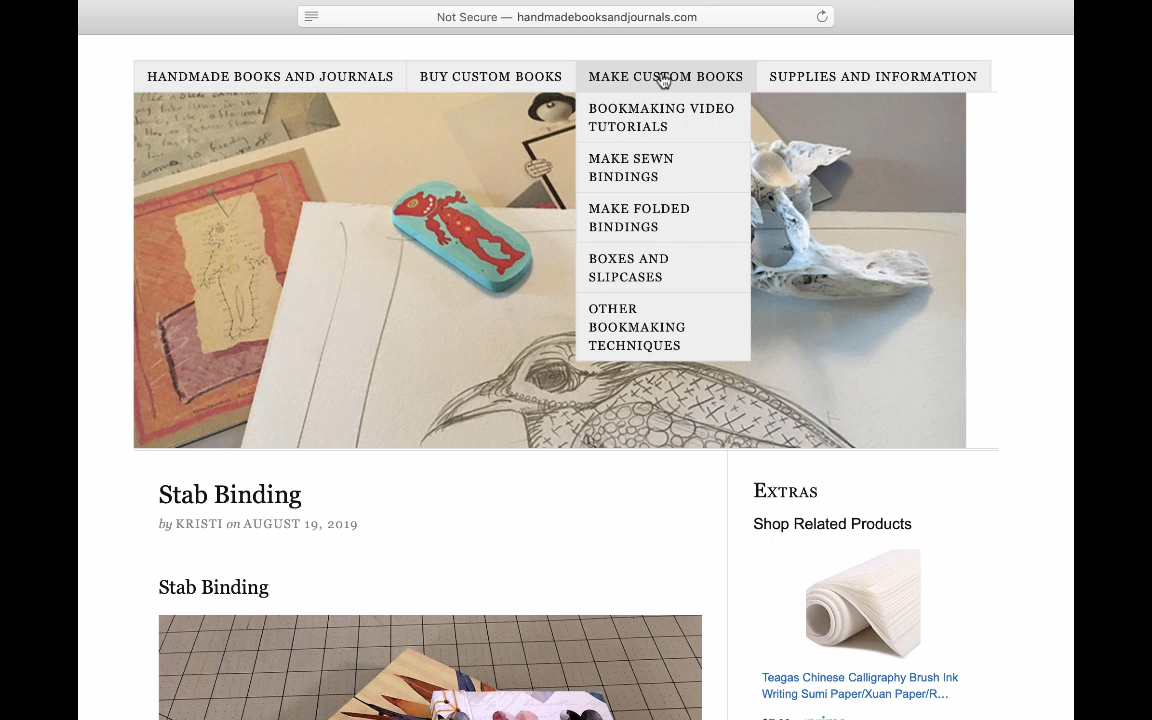 Not Secure — handmadebooksandjournals.com
HANDMADE BOOKS AND JOURNALS
BUY CUSTOM BOOKS
MAKE CUSTOM BOOKS
SUPPLIES AND INFORMATION
BOOKMAKING VIDEO
TUTORIALS
MAKE SEWN
BINDINGS
MAKE FOLDED
BINDINGS
BOXES AND
SLIPCASES
OTHER
BOOKMAKING
TECHNIQUES
Stab Binding
by KRISTI on AUGUST 19, 2019
Stab Binding
EXTRAS
Shop Related Products
Teagas Chinese Calligraphy Brush Ink
Writing Sumi Paper/Xuan Paper/R...